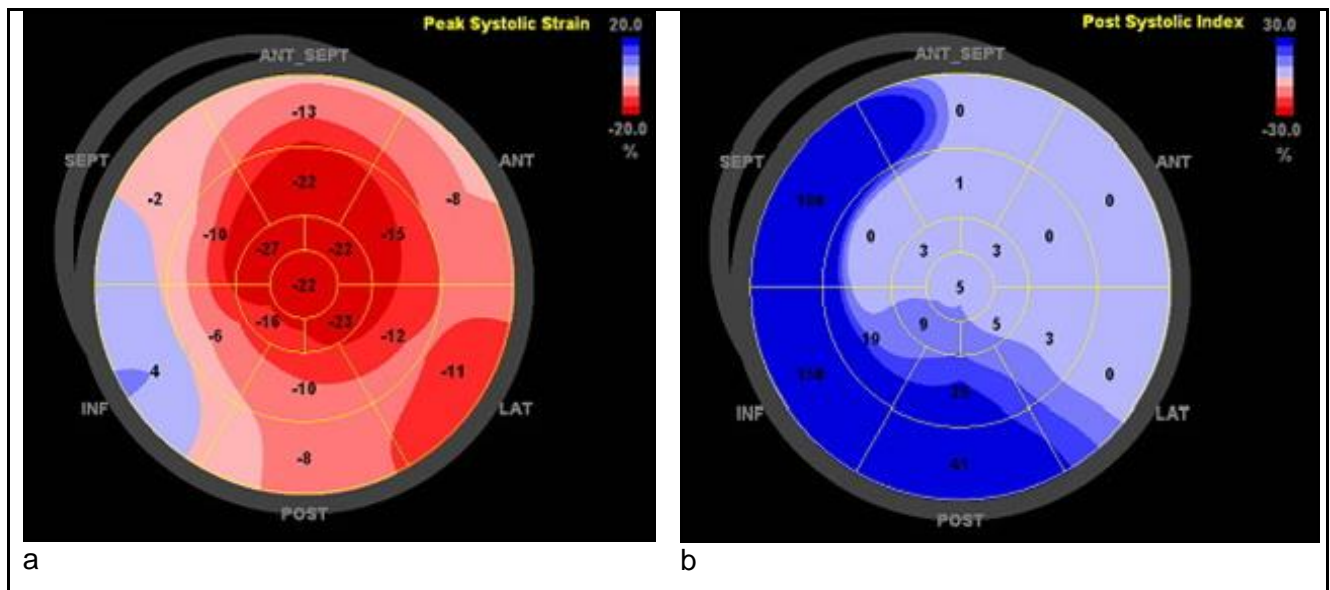 Peak Systolic Strain 20.0
ANT_SEPT
-13
-20.0
%
SEPT
ANT
-22
-2
-8
-10
-15
-27
-22
-22
-16
-23
-6
-12
4
-11
-10
INF
LAT
-8
POST
a
Post Systolic Index 30.0
ANT_SEPT
0
-30.0
%
SEPT
ANT
1
0
0
0
3
3
5
9
5
3
0
INF
LAT
POST
b